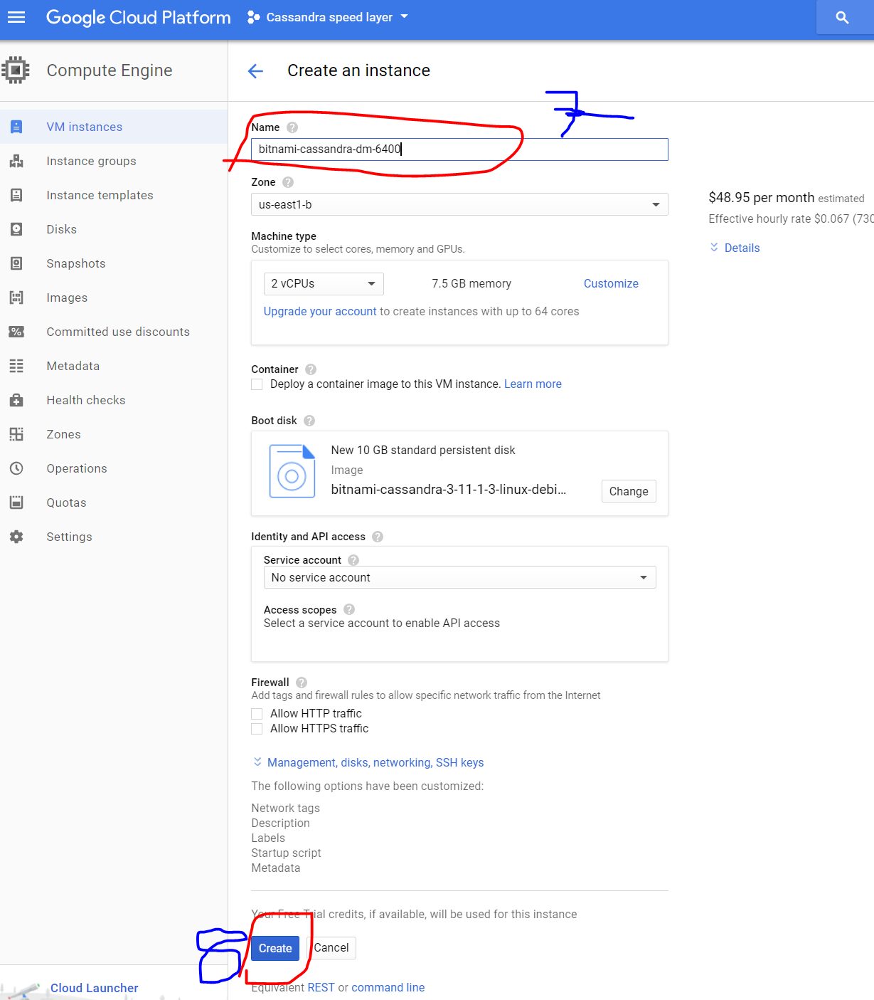 Google Cloud Platform Cassandra speed layer
Compute Engine
Create an instance
7
VM instances
Instance groups
Instance templates
Disks
Snapshots
Images
Committed use discounts
Metadata
Health checks
Zones
Operations
Quotas
Settings
Cloud Launcher
Name
bitnami-cassandra-dm-6400
Zone
us-east1-b
Machine type
Customize to select cores, memory and GPUs.
2 vCPUs 7.5 GB memory Customize
Upgrade your account to create instances with up to 64 cores
Container
Deploy a container image to this VM instance. Learn more
Boot disk
New 10 GB standard persistent disk
Image
bitnami-cassandra-3-11-1-3-linux-debi...
Change
Identity and API access
Service account
No service account
Access scopes
Select a service account to enable API access
Firewall
Add tags and firewall rules to allow specific network traffic from the Internet
Allow HTTP traffic
Allow HTTPS traffic
Management, disks, networking, SSH keys
The following options have been customized:
Network tags
Description
Labels
Startup script
Metadata
Your Free Trial credits, if available, will be used for this instance
8
Create Cancel
Equivalent REST or command line
$48.95 per month estimated
Effective hourly rate $0.067 (730
Details